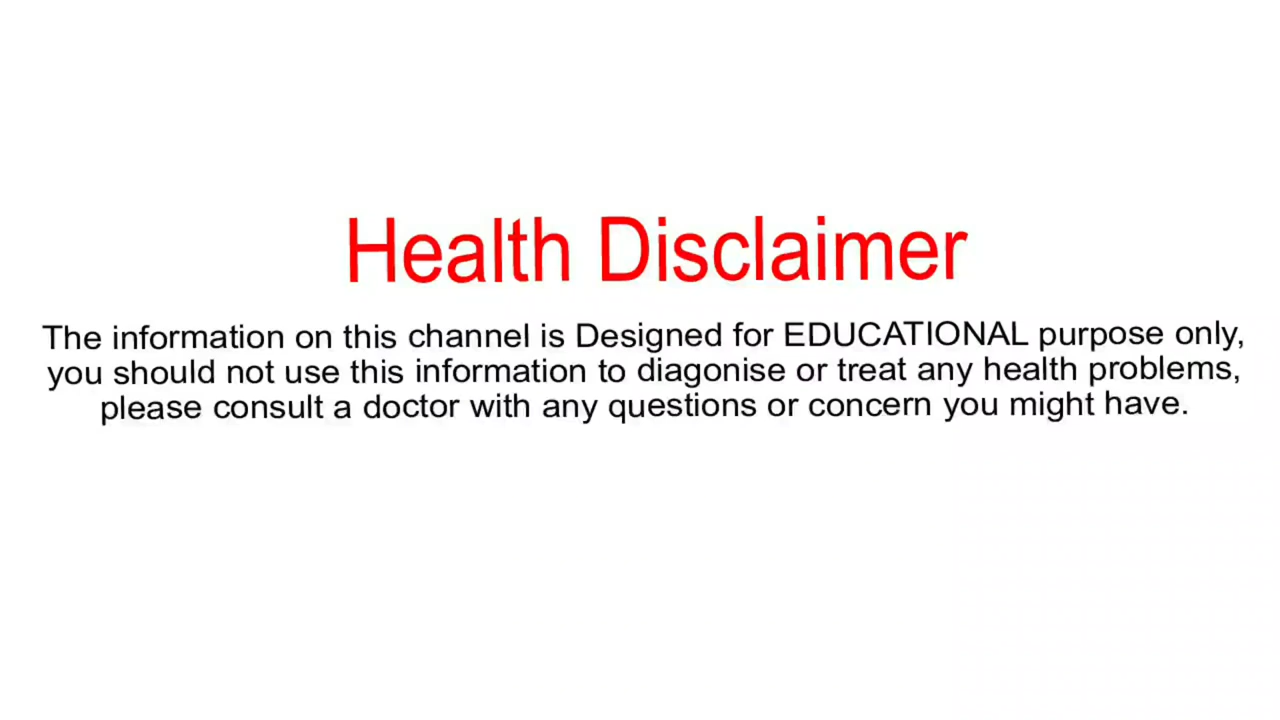 Health Disclaimer
The information on this channel is Designed for EDUCATIONAL purpose only,
you should not use this information to diagonise or treat any health problems,
please consult a doctor with any questions or concern you might have.